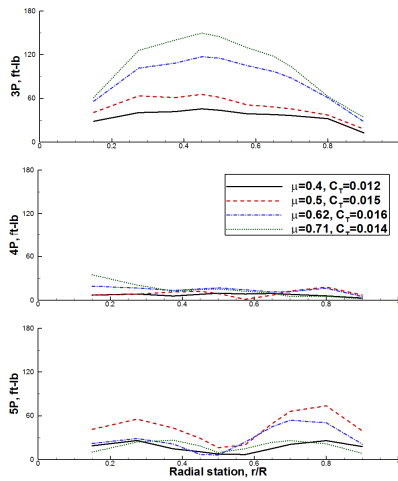 180
120
60
0
3P, ft-lb
0.2 0.4 0.6 0.8
180
120
60
0
4P, ft-lb
μ=0.4, C_T=0.012
μ=0.5, C_T=0.015
μ=0.62, C_T=0.016
μ=0.71, C_T=0.014
0 0.2 0.4 0.6 0.8
180
120
60
0
5P, ft-lb
0 0.2 0.4 0.6 0.8
Radial station, r/R